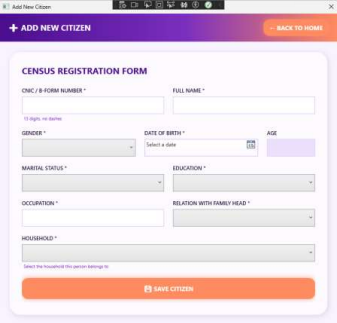 Add New Citizen
+ ADD NEW CITIZEN
← BACK TO HOME
CENSUS REGISTRATION FORM
CNIC / B-FORM NUMBER *
FULL NAME *
13 digits, no dashes
GENDER *
DATE OF BIRTH *
AGE
Select a date
15
MARITAL STATUS *
EDUCATION *
OCCUPATION *
RELATION WITH FAMILY HEAD *
HOUSEHOLD *
Select the household this person belongs to
SAVE CITIZEN